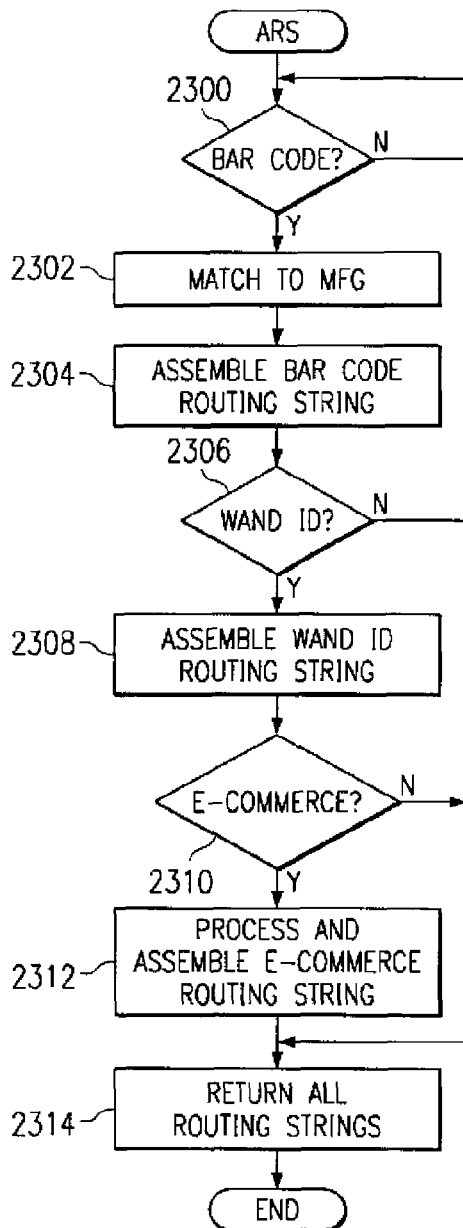 ARS
2300
BAR CODE?
N
Y
2302
MATCH TO MFG
2304
ASSEMBLE BAR CODE
ROUTING STRING
2306
WAND ID?
N
Y
2308
ASSEMBLE WAND ID
ROUTING STRING
E-COMMERCE?
N
2310
Y
2312
PROCESS AND
ASSEMBLE E-COMMERCE
ROUTING STRING
2314
RETURN ALL
ROUTING STRINGS
END